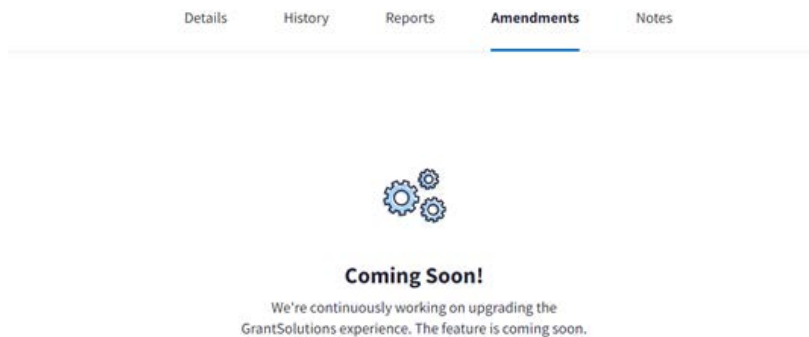 Details History Reports Amendments Notes
Coming Soon!
We're continuously working on upgrading the
GrantSolutions experience. The feature is coming soon.